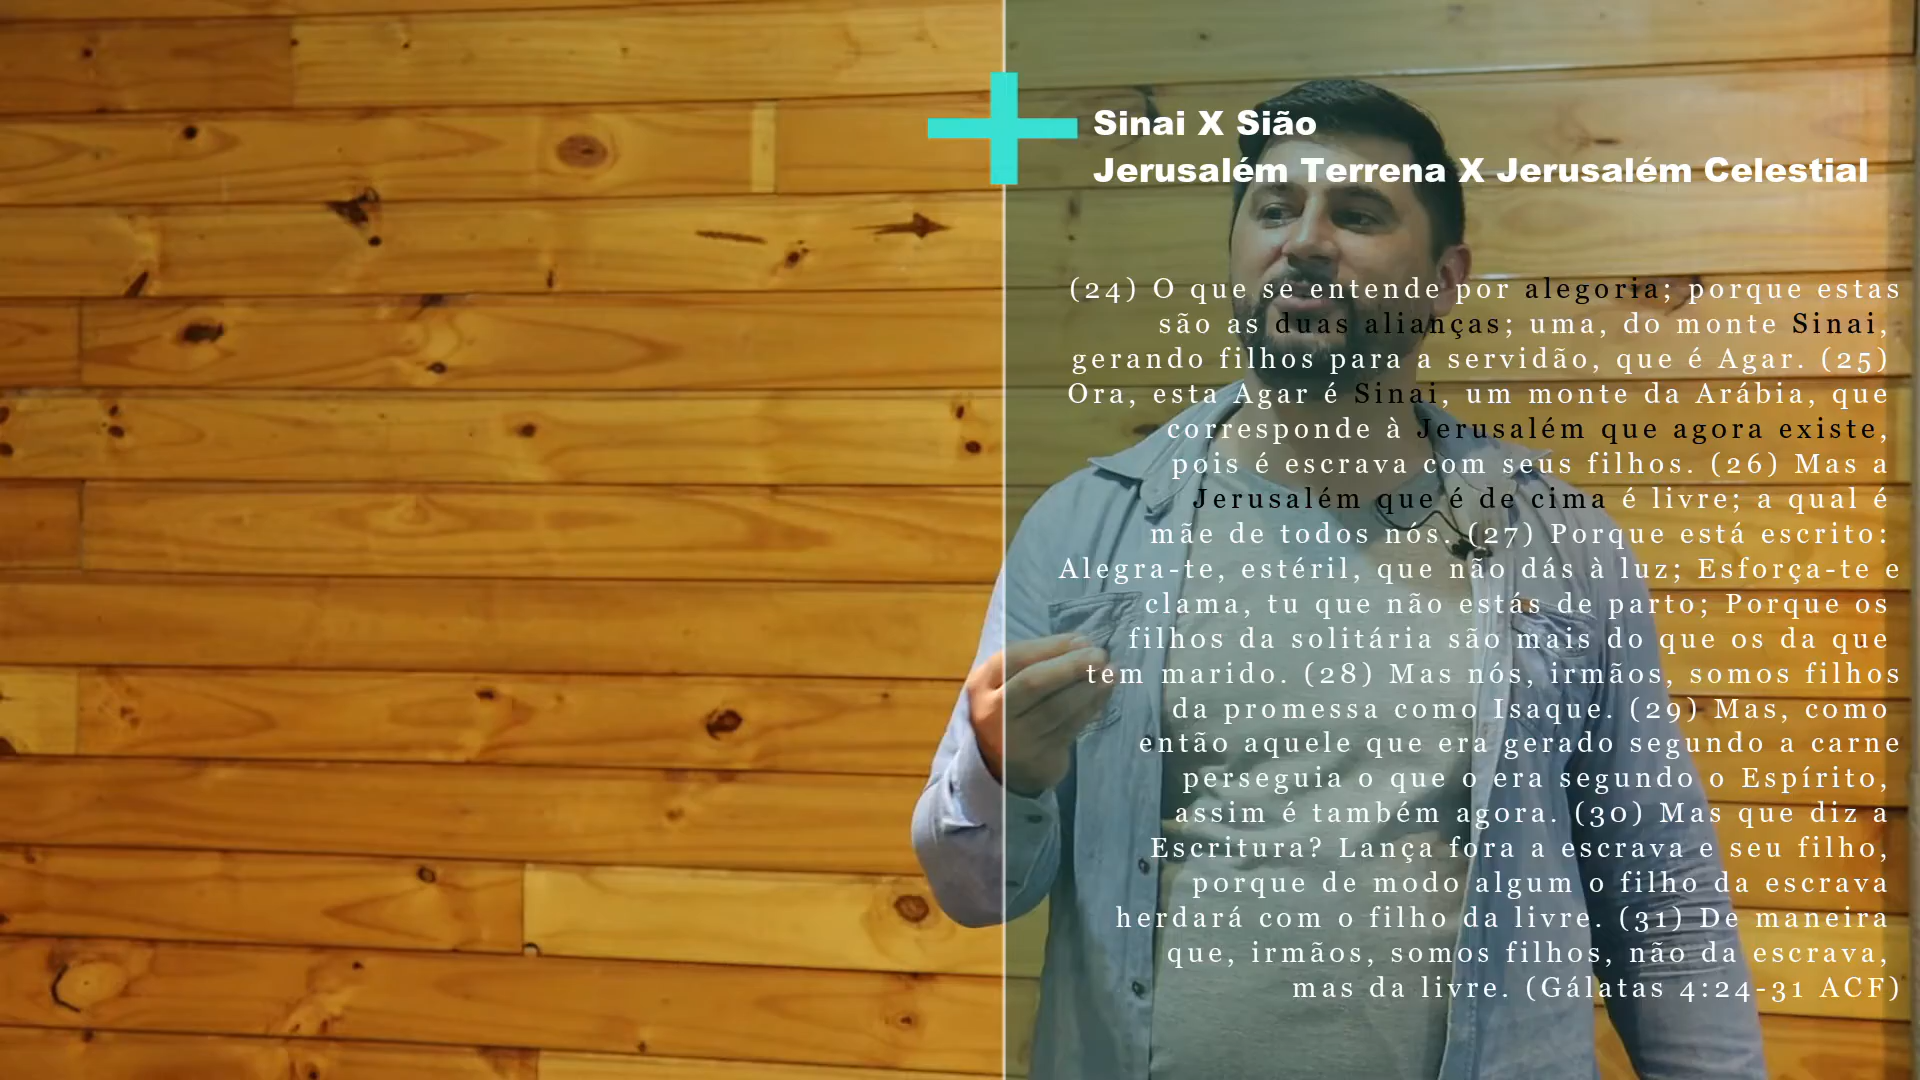 Sinai X Sião
Jerusalém Terrena X Jerusalém Celestial
(24) O que se entende por alegoria; porque estas
são as duas alianças; uma, do monte Sinai,
gerando filhos para a servidão, que é Agar. (25)
Ora, esta Agar é Sinai, um monte da Arábia, que
corresponde à Jerusalém que agora existe,
pois é escrava com seus filhos. (26) Mas a
Jerusalém que é de cima é livre; a qual é
mãe de todos nós. (27) Porque está escrito:
Alegra-te, estéril, que não dás à luz; Esforça-te e
clama, tu que não estás de parto; Porque os
filhos da solitária são mais do que os da que
tem marido. (28) Mas nós, irmãos, somos filhos
da promessa como Isaque. (29) Mas, como
então aquele que era gerado segundo a carne
perseguia o que o era segundo o Espírito,
assim é também agora. (30) Mas que diz a
Escritura? Lança fora a escrava e seu filho,
porque de modo algum o filho da escrava
herdará com o filho da livre. (31) De maneira
que, irmãos, somos filhos, não da escrava,
mas da livre. (Gálatas 4:24-31 ACF)